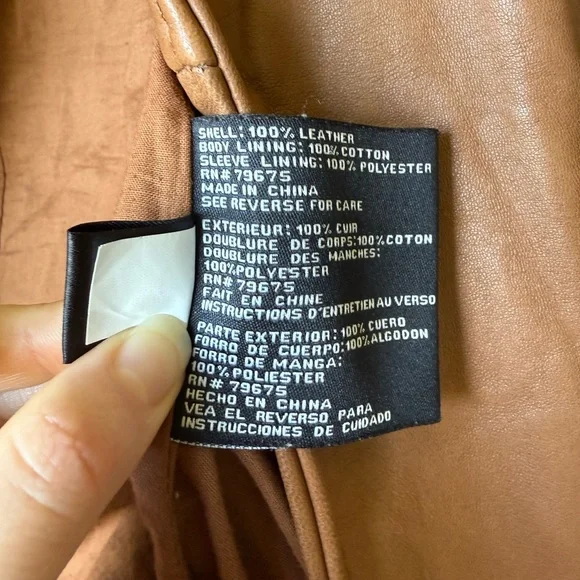 SHELL: 100% LEATHER
BODY LINING: 100% COTTON
SLEEVE LINING: 100% POLYESTER
RN# 79675
MADE IN CHINA
SEE REVERSE FOR CARE
EXTERIEUR: 100% CUIR
DOUBLURE DE CORPS:100%COTON
DOUBLURE DES MANCHES:
100%POLYESTER
RN# 79675
FAIT EN CHINE
INSTRUCTIONS D'ENTRETIEN AU VERSO
PARTE EXTERIOR: 100% CUERO
FORRO DE CUERPO: 100%ALGODON
FORRO DE MANGA:
100% POLIESTER
RN# 79675
HECHO EN CHINA
VEA EL REVERSO PARA
INSTRUCCIONES DE CUIDADO